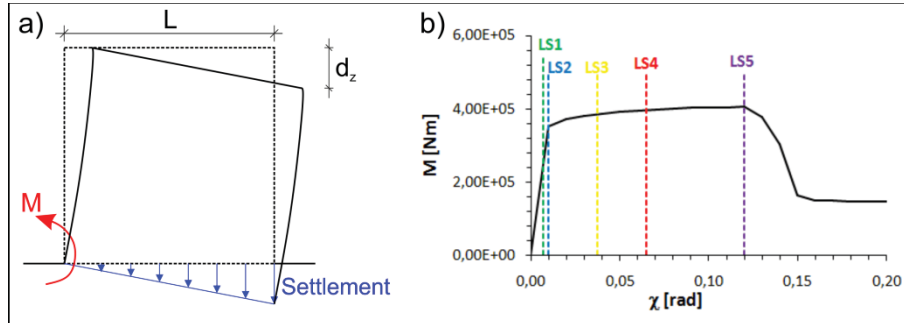 a)
L
d_z
M
Settlement
b)
6,00E+05
4,00E+05
2,00E+05
0,00E+00
M [Nm]
LS1
LS2
LS3
LS4
LS5
0,00 0,05 0,10 0,15 0,20
χ [rad]